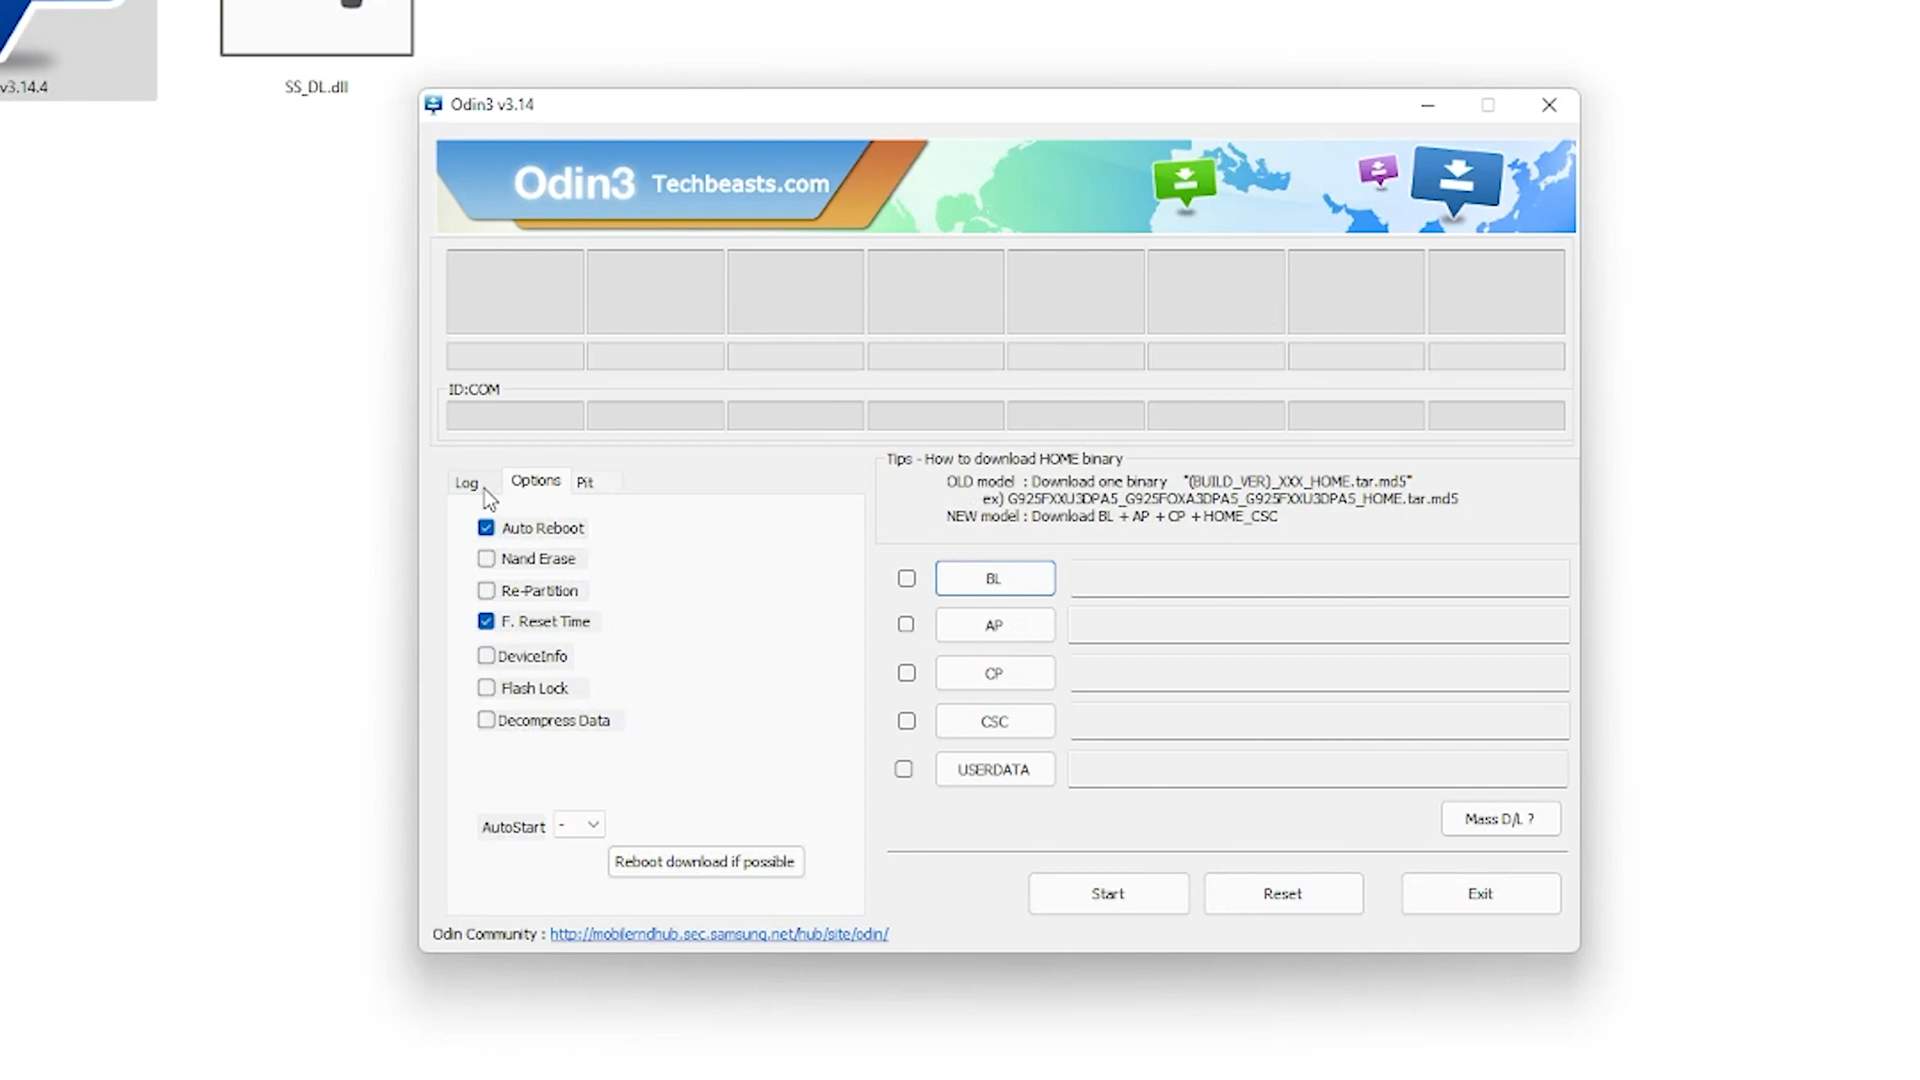 v3.14.4
SS_DL.dll
Odin3 v3.14
Odin3 Techbeasts.com
ID:COM
Log
Options
Pit
Auto Reboot
Nand Erase
Re-Partition
F. Reset Time
DeviceInfo
Flash Lock
Decompress Data
AutoStart -
Reboot download if possible
Tips - How to download HOME binary
OLD model : Download one binary "(BUILD_VER)_XXX_HOME.tar.md5"
ex) G925FXXU3DPA5_G925FOXA3DPA5_G925FXXU3DPA5_HOME.tar.md5
NEW model : Download BL + AP + CP + HOME_CSC
BL
AP
CP
CSC
USERDATA
Mass D/L ?
Start
Reset
Exit
Odin Community : http://mobilerndhub.sec.samsung.net/hub/site/odin/